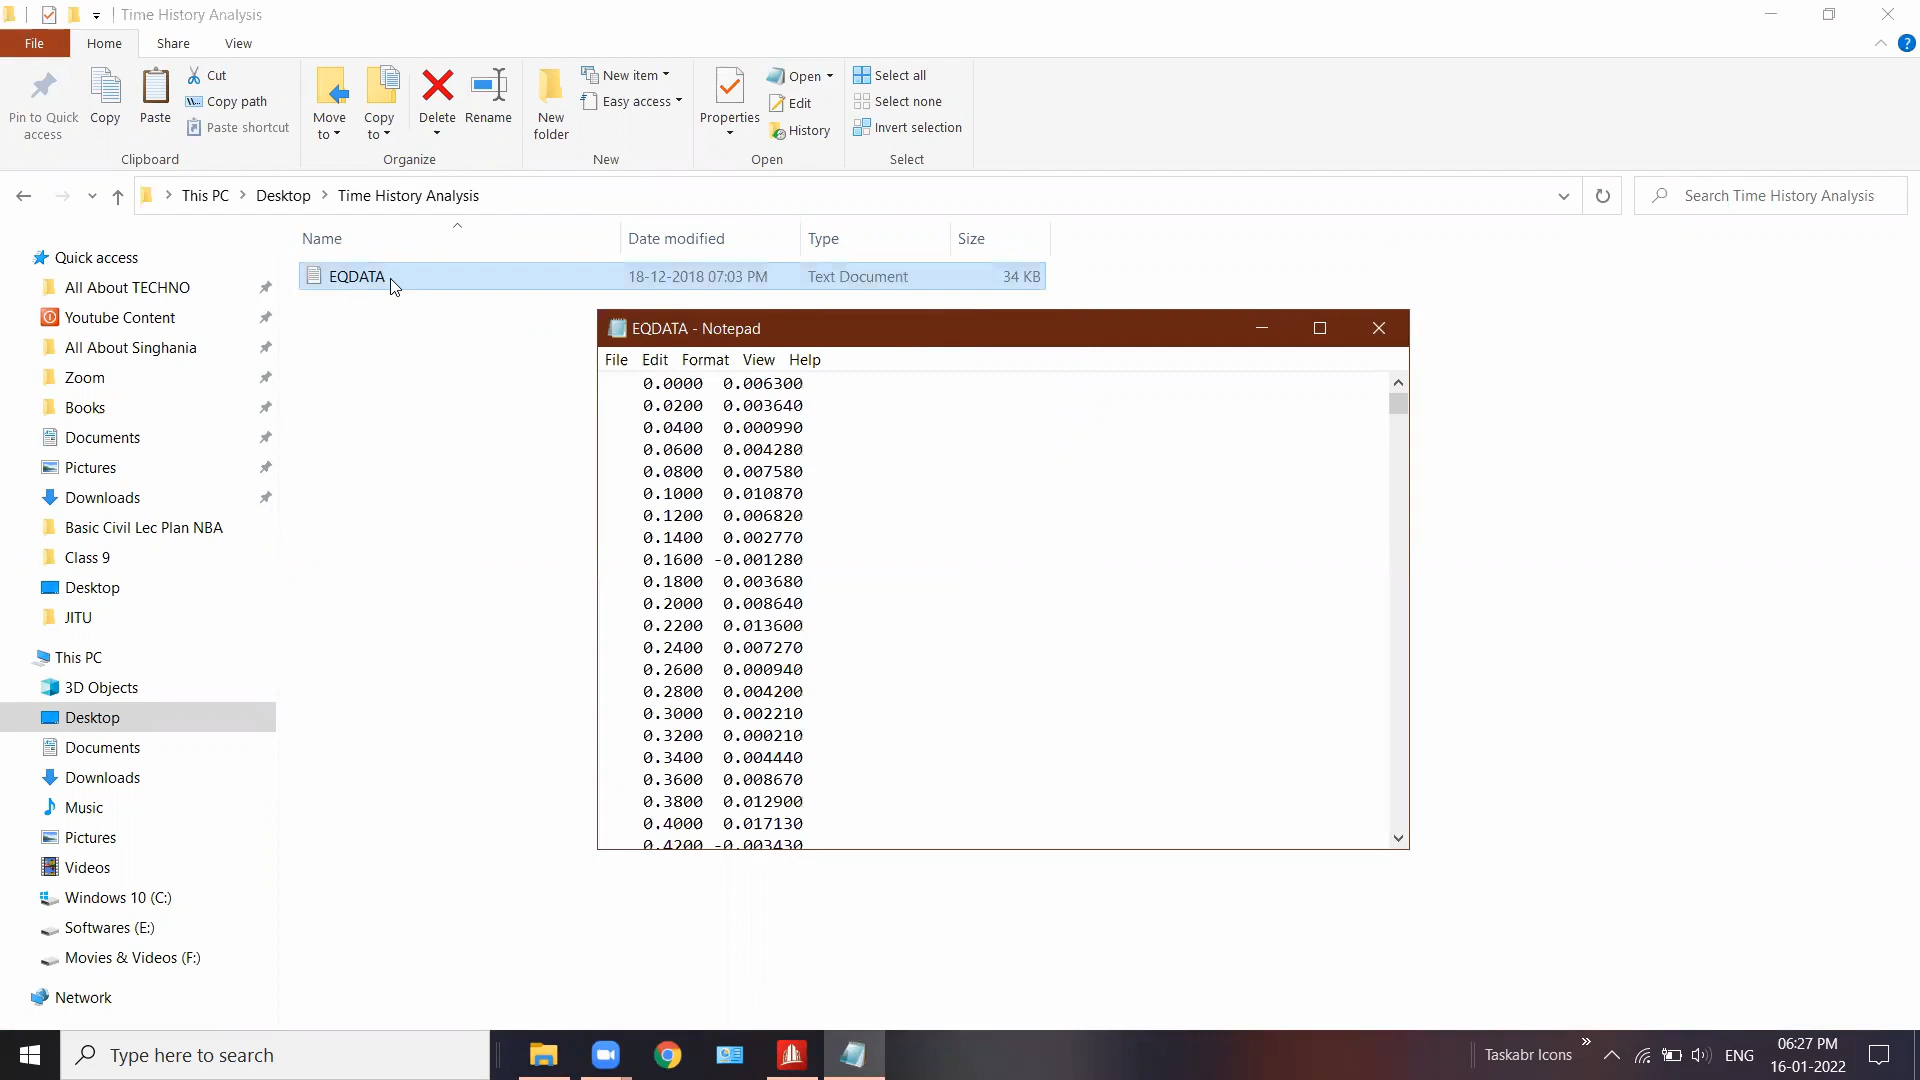 Time History Analysis
File Home Share View
Pin to Quick access
Copy
Paste
Cut
Copy path
Paste shortcut
Clipboard
Move to
Copy to
Delete
Rename
Organize
New folder
New item
Easy access
New
Properties
Open
Edit
History
Open
Select all
Select none
Invert selection
Select
This PC Desktop Time History Analysis
Search Time History Analysis
Name Date modified Type Size
EQDATA 18-12-2018 07:03 PM Text Document 34 KB
Quick access
All About TECHNO
Youtube Content
All About Singhania
Zoom
Books
Documents
Pictures
Downloads
Basic Civil Lec Plan NBA
Class 9
Desktop
JITU
This PC
3D Objects
Desktop
Documents
Downloads
Music
Pictures
Videos
Windows 10 (C:)
Softwares (E:)
Movies & Videos (F:)
Network
EQDATA - Notepad
File Edit Format View Help
0.0000 0.006300
0.0200 0.003640
0.0400 0.000990
0.0600 0.004280
0.0800 0.007580
0.1000 0.010870
0.1200 0.006820
0.1400 0.002770
0.1600 -0.001280
0.1800 0.003680
0.2000 0.008640
0.2200 0.013600
0.2400 0.007270
0.2600 0.000940
0.2800 0.004200
0.3000 0.002210
0.3200 0.000210
0.3400 0.004440
0.3600 0.008670
0.3800 0.012900
0.4000 0.017130
0.4200 -0.003430
Type here to search
Taskabr Icons
ENG
06:27 PM
16-01-2022